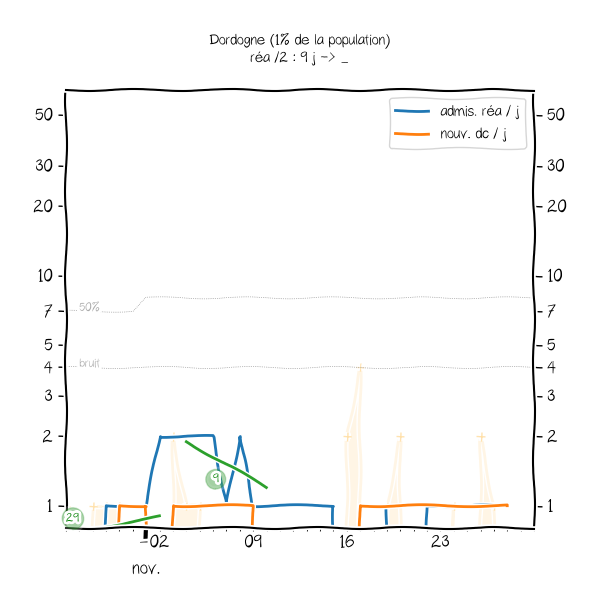 Dordogne (1% de la population)
réa /2 : 9 j -> _
admis. réa / j
nouv. dc / j
50 50
30 30
20 20
10 10
50%
7 7
5 5
bruit
4 4
3 3
2 2
9
1 1
29
02 09 16 23
nov.